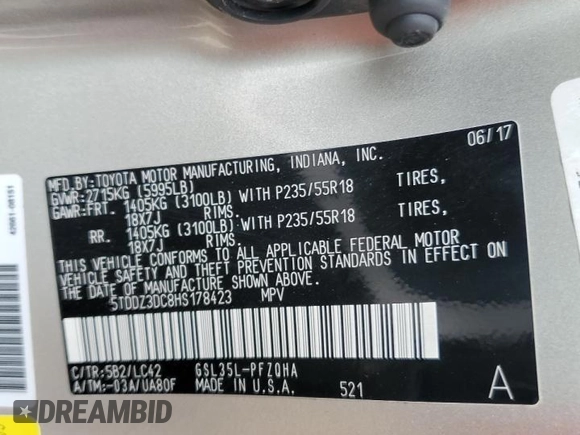 06/17
MFD.BY:TOYOTA MOTOR MANUFACTURING, INDIANA, INC.
GVWR:2715KG (5995LB)
GAWR:FRT. 1405KG (3100LB) WITH P235/55R18 TIRES,
18X7J RIMS.
RR. 1405KG (3100LB) WITH P235/55R18 TIRES,
18X7J RIMS.
THIS VEHICLE CONFORMS TO ALL APPLICABLE FEDERAL MOTOR
VEHICLE SAFETY AND THEFT PREVENTION STANDARDS IN EFFECT ON
THE DATE OF MANUFACTURE SHOWN ABOVE.
5TDDZ3DC8HS178423 MPV
C/TR:5B2/LC42 GSL35L-PFZQHA
A/TM:-03A/UA80F MADE IN U.S.A. 521 A
42661-08151
DREAMBID